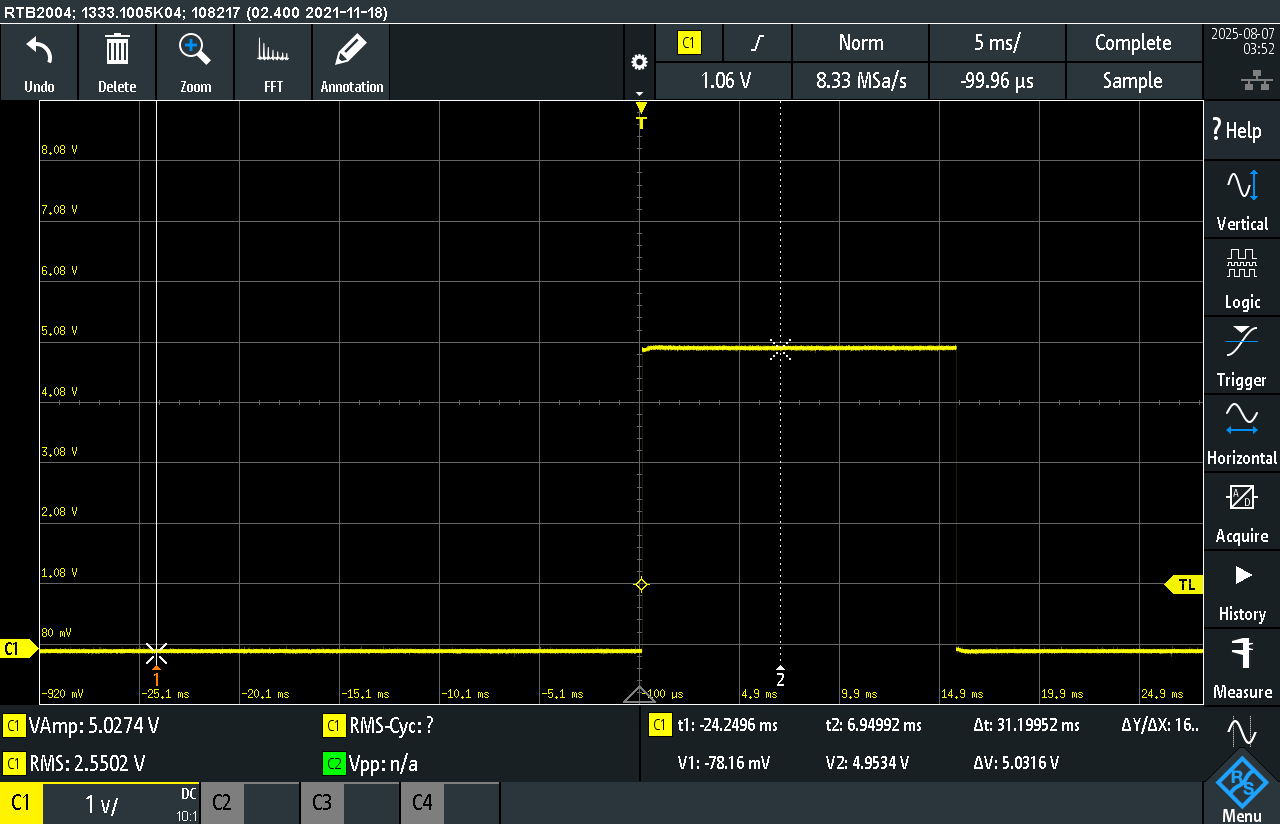 RTB2004; 1333.1005K04; 108217 (02.400 2021-11-18)
Undo
Delete
Zoom
FFT
Annotation
C1
Norm
5 ms/
Complete
1.06 V
8.33 MSa/s
-99.96 µs
Sample
2025-08-07
03:52
T
?Help
Vertical
Logic
Trigger
Horizontal
A/D
Acquire
History
Measure
Menu
8.08 V
7.08 V
6.08 V
5.08 V
4.08 V
3.08 V
2.08 V
1.08 V
80 mV
C1
TL
1
2
-920 mV
-25.1 ms
-20.1 ms
-15.1 ms
-10.1 ms
-5.1 ms
-100 µs
4.9 ms
9.9 ms
14.9 ms
19.9 ms
24.9 ms
C1 VAmp: 5.0274 V
C1 RMS-Cyc: ?
C1 t1: -24.2496 ms
t2: 6.94992 ms
Δt: 31.19952 ms
ΔY/ΔX: 16..
C1 RMS: 2.5502 V
C2 Vpp: n/a
V1: -78.16 mV
V2: 4.9534 V
ΔV: 5.0316 V
C1
1 V/
DC
10:1
C2
C3
C4
R&S